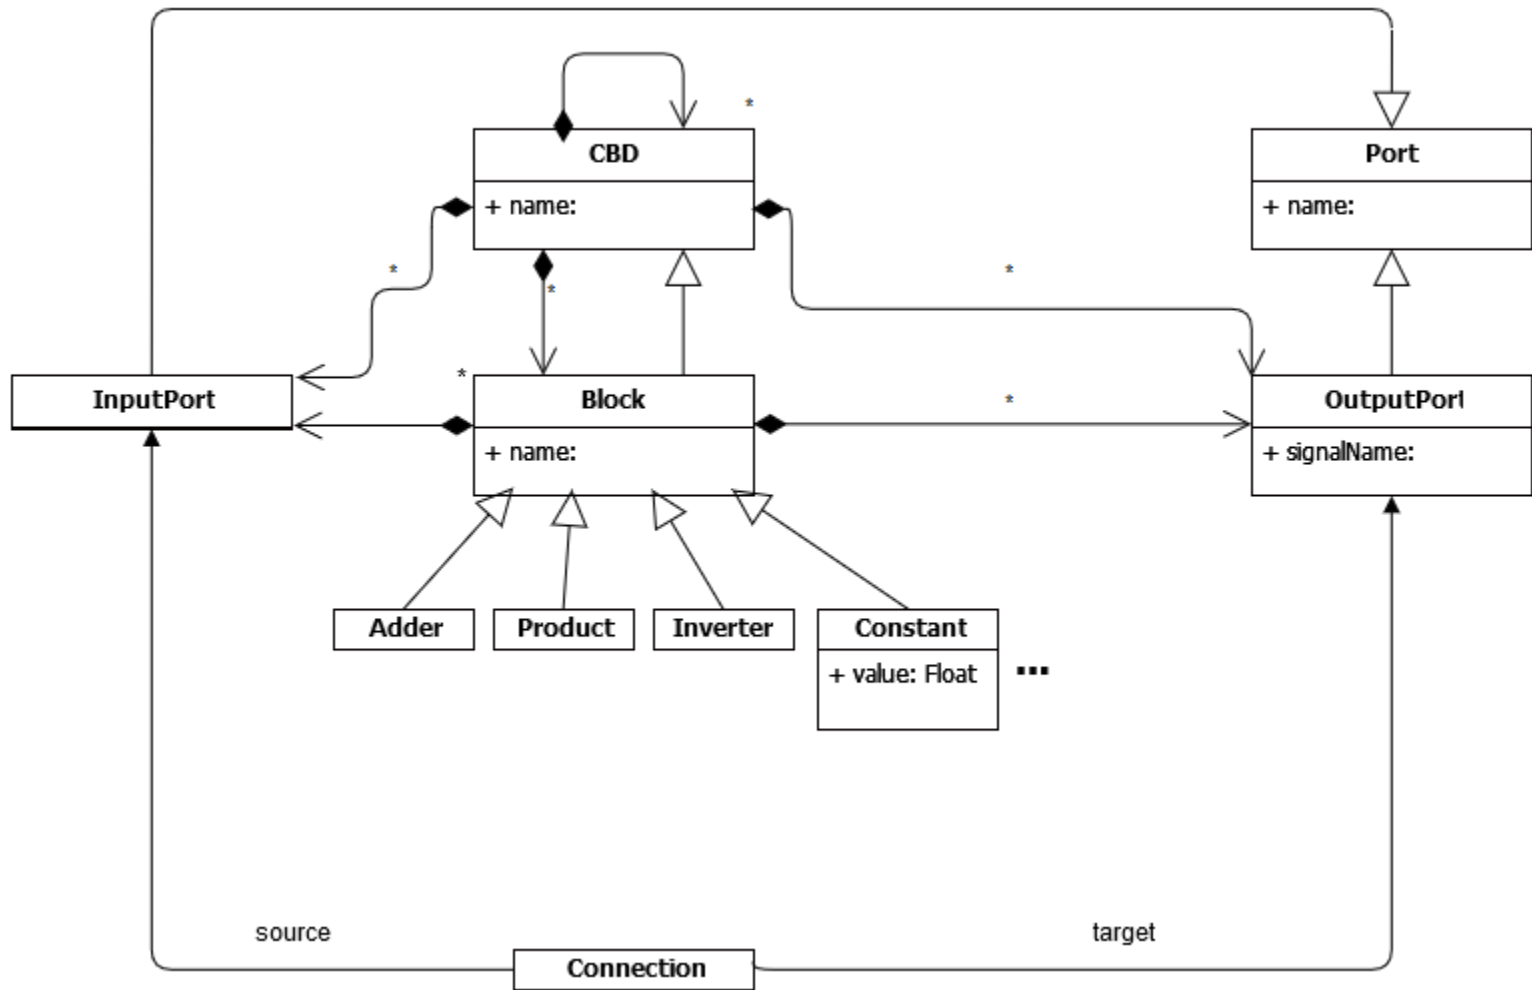 *
CBD
+ name:
Port
+ name:
*
*
*
*
*
InputPort
Block
+ name:
OutputPort
+ signalName:
Adder
Product
Inverter
Constant
+ value: Float
...
source
target
Connection